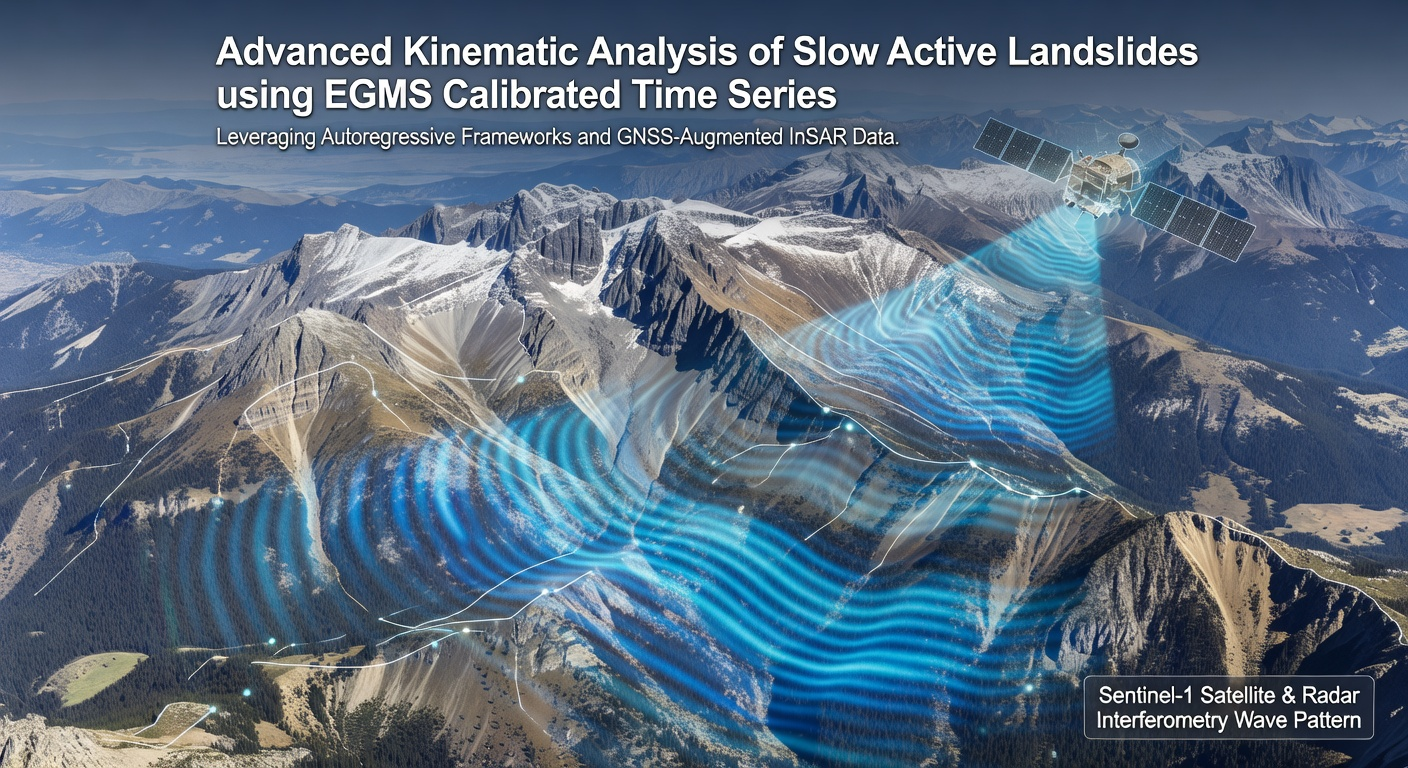 Advanced Kinematic Analysis of Slow Active Landslides
using EGMS Calibrated Time Series
Leveraging Autoregressive Frameworks and GNSS-Augmented InSAR Data.
Sentinel-1 Satellite & Radar
Interferometry Wave Pattern